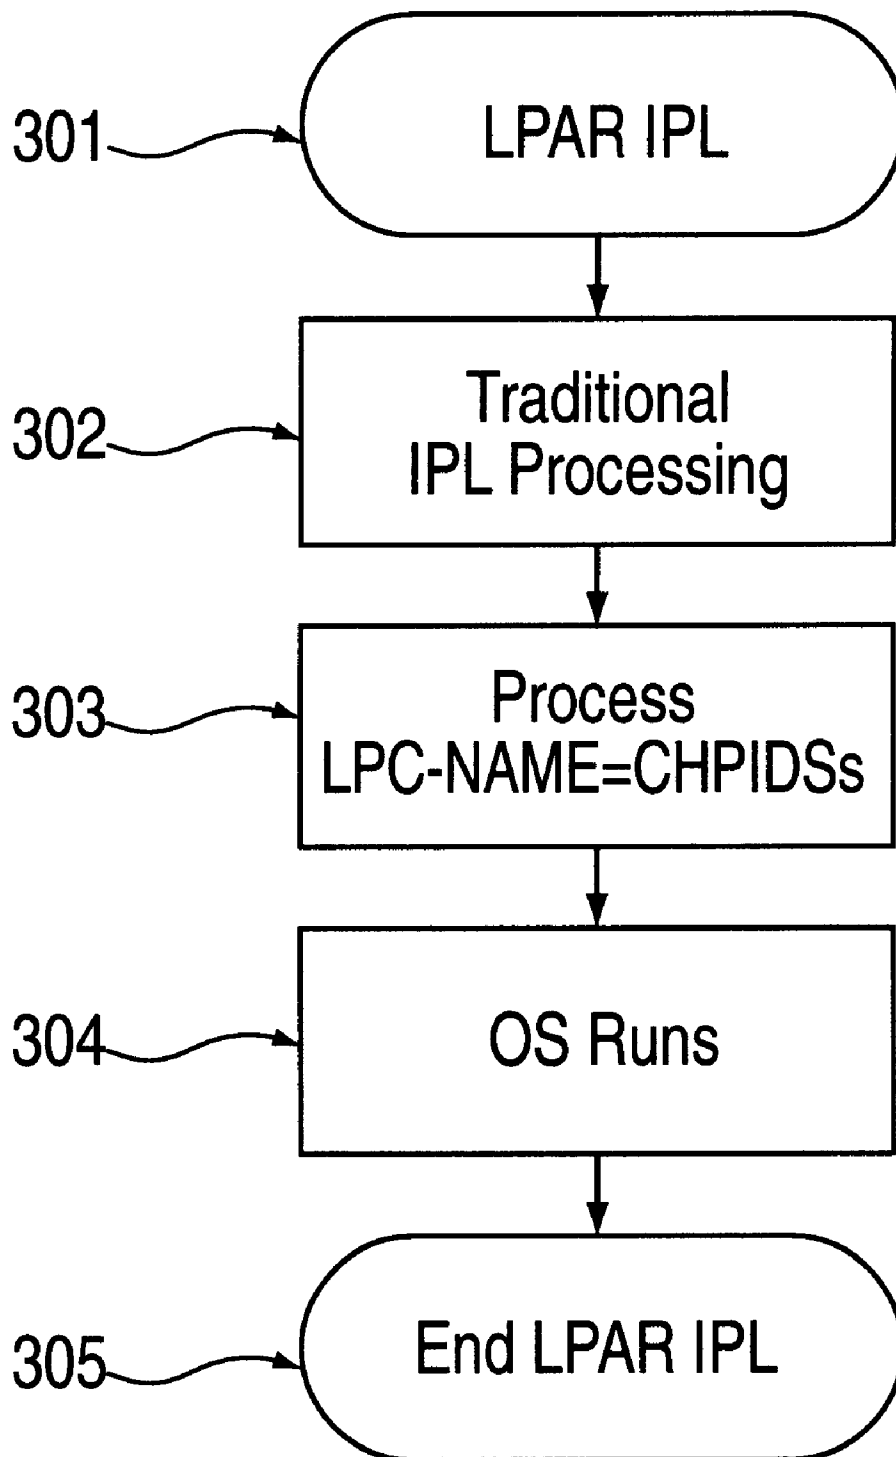 301
LPAR IPL
302
Traditional
IPL Processing
303
Process
LPC-NAME=CHPIDSs
304
OS Runs
305
End LPAR IPL